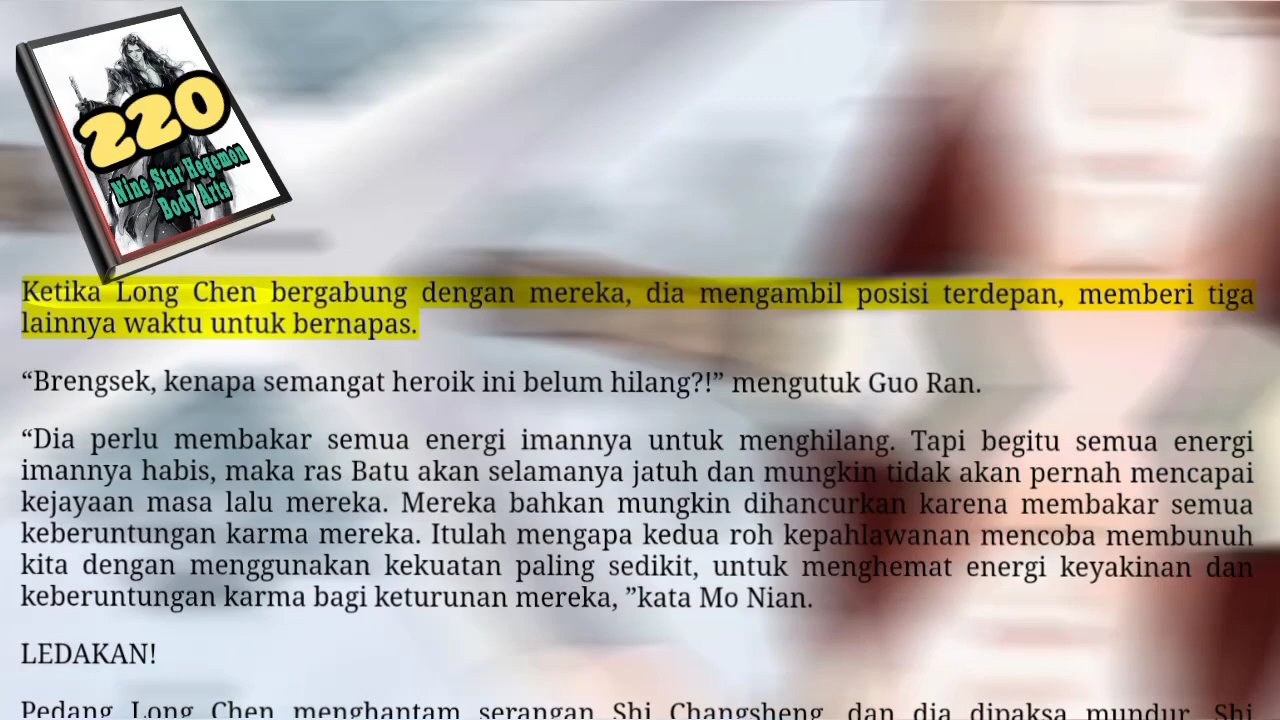 220
Nine Star Hegemon
Body Arts
Ketika Long Chen bergabung dengan mereka, dia mengambil posisi terdepan, memberi tiga
lainnya waktu untuk bernapas.
“Brengsek, kenapa semangat heroik ini belum hilang?!” mengutuk Guo Ran.
“Dia perlu membakar semua energi imannya untuk menghilang. Tapi begitu semua energi
imannya habis, maka ras Batu akan selamanya jatuh dan mungkin tidak akan pernah mencapai
kejayaan masa lalu mereka. Mereka bahkan mungkin dihancurkan karena membakar semua
keberuntungan karma mereka. Itulah mengapa kedua roh kepahlawanan mencoba membunuh
kita dengan menggunakan kekuatan paling sedikit, untuk menghemat energi keyakinan dan
keberuntungan karma bagi keturunan mereka, ”kata Mo Nian.
LEDAKAN!
Pedang Long Chen menghantam serangan Shi Changsheng, dan dia dipaksa mundur. Shi